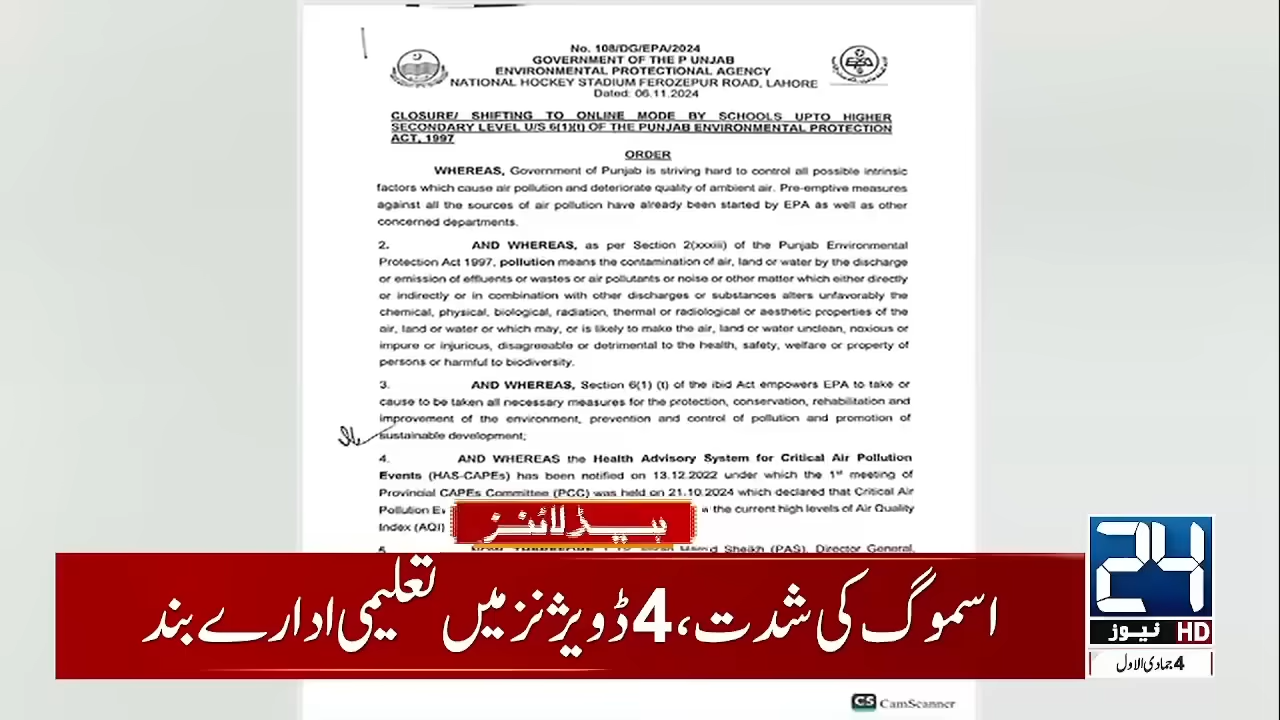 No. 108/DG/EPA/2024
GOVERNMENT OF THE P UNJAB
ENVIRONMENTAL PROTECTIONAL AGENCY
NATIONAL HOCKEY STADIUM FEROZEPUR ROAD, LAHORE
Dated: 06.11.2024
CLOSURE/ SHIFTING TO ONLINE MODE BY SCHOOLS UPTO HIGHER
SECONDARY LEVEL U/S 6(1)(t) OF THE PUNJAB ENVIRONMENTAL PROTECTION
ACT, 1997
ORDER
WHEREAS, Government of Punjab is striving hard to control all possible intrinsic
factors which cause air pollution and deteriorate quality of ambient air. Pre-emptive measures
against all the sources of air pollution have already been started by EPA as well as other
concerned departments.
2. AND WHEREAS, as per Section 2(xxxiii) of the Punjab Environmental
Protection Act 1997, pollution means the contamination of air, land or water by the discharge
or emission of effluents or wastes or air pollutants or noise or other matter which either directly
or indirectly or in combination with other discharges or substances alters unfavorably the
chemical, physical, biological, radiation, thermal or radiological or aesthetic properties of the
air, land or water or which may, or is likely to make the air, land or water unclean, noxious or
impure or injurious, disagreeable or detrimental to the health, safety, welfare or property of
persons or harmful to biodiversity.
3. AND WHEREAS, Section 6(1) (t) of the ibid Act empowers EPA to take or
cause to be taken all necessary measures for the protection, conservation, rehabilitation and
improvement of the environment, prevention and control of pollution and promotion of
sustainable development;
4. AND WHEREAS the Health Advisory System for Critical Air Pollution
Events (HAS-CAPEs) has been notified on 13.12.2022 under which the 1st meeting of
Provincial CAPEs Committee (PCC) was held on 21.10.2024 which declared that Critical Air
Pollution the current high levels of Air Quality
Index (AQI)
Sheikh (PAS), Director General,
ہیڈلائنز
اسموگ کی شدت، 4 ڈویژنز میں تعلیمی ادارے بند
24
نیوز HD
4 جمادی الاول
CS CamScanner